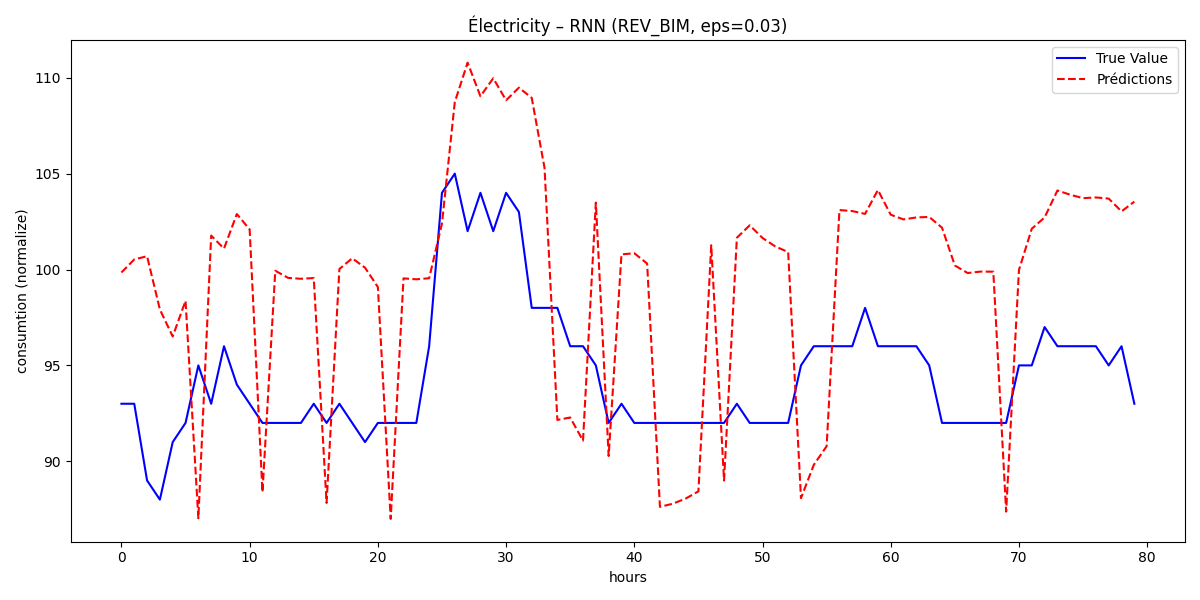 Électricity – RNN (REV_BIM, eps=0.03)
True Value
Prédictions
consumtion (normalize)
110
105
100
95
90
0 10 20 30 40 50 60 70 80
hours